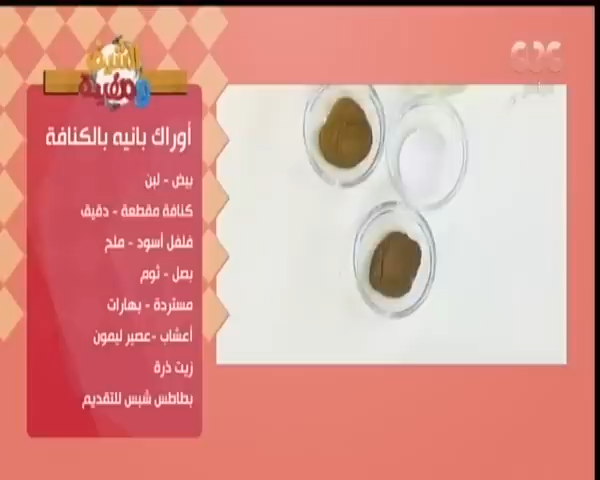 CBC
أوراك بانيه بالكنافة
بيض - لبن
كنافة مقطعة - دقيق
فلفل أسود - ملح
بصل - ثوم
مستردة - بهارات
أعشاب -عصير ليمون
زيت ذرة
بطاطس شبس للتقديم